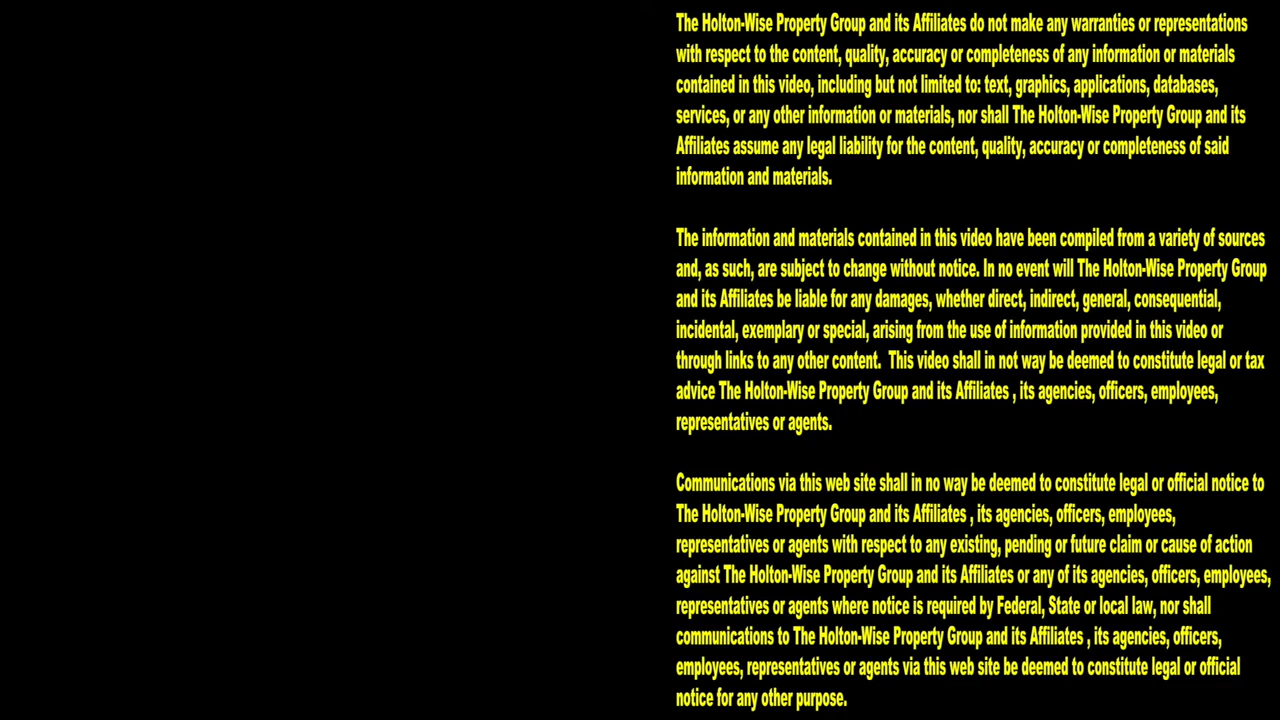 The Holton-Wise Property Group and its Affiliates do not make any warranties or representations
with respect to the content, quality, accuracy or completeness of any information or materials
contained in this video, including but not limited to: text, graphics, applications, databases,
services, or any other information or materials, nor shall The Holton-Wise Property Group and its
Affiliates assume any legal liability for the content, quality, accuracy or completeness of said
information and materials.
The information and materials contained in this video have been compiled from a variety of sources
and, as such, are subject to change without notice. In no event will The Holton-Wise Property Group
and its Affiliates be liable for any damages, whether direct, indirect, general, consequential,
incidental, exemplary or special, arising from the use of information provided in this video or
through links to any other content.  This video shall in not way be deemed to constitute legal or tax
advice The Holton-Wise Property Group and its Affiliates , its agencies, officers, employees,
representatives or agents.
Communications via this web site shall in no way be deemed to constitute legal or official notice to
The Holton-Wise Property Group and its Affiliates , its agencies, officers, employees,
representatives or agents with respect to any existing, pending or future claim or cause of action
against The Holton-Wise Property Group and its Affiliates or any of its agencies, officers, employees,
representatives or agents where notice is required by Federal, State or local law, nor shall
communications to The Holton-Wise Property Group and its Affiliates , its agencies, officers,
employees, representatives or agents via this web site be deemed to constitute legal or official
notice for any other purpose.